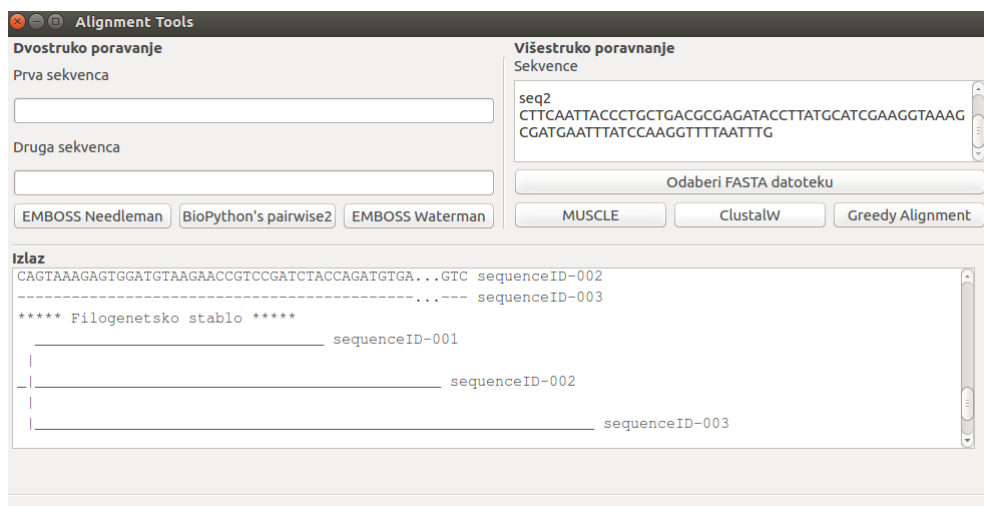 Alignment Tools
Dvostruko poravanje
Prva sekvenca
Druga sekvenca
EMBOSS Needleman
BioPython's pairwise2
EMBOSS Waterman
Višestruko poravnanje
Sekvence
seq2
CTTCAATTACCCTGCTGACGCGAGATACCTTATGCATCGAAGGTAAAG
CGATGAATTTATCCAAGGTTTTAATTTG
Odaberi FASTA datoteku
MUSCLE
ClustalW
Greedy Alignment
Izlaz
CAGTAAAGAGTGGATGTAAGAACCGTCCGATCTACCAGATGTGA...GTC sequenceID-002
--------------------------------------------...--- sequenceID-003
***** Filogenetsko stablo *****
sequenceID-001
sequenceID-002
sequenceID-003